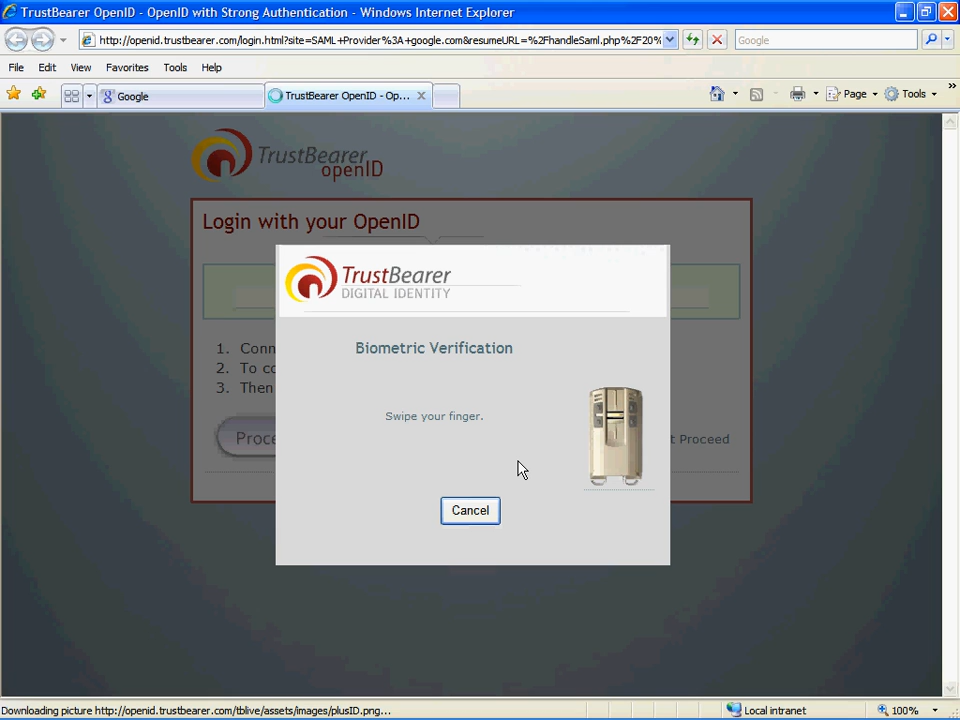 TrustBearer OpenID - OpenID with Strong Authentication - Windows Internet Explorer
http://openid.trustbearer.com/login.html?site=SAML+Provider%3A+google.com&resumeURL=%2FhandleSaml.php%2F20%
Google
File Edit View Favorites Tools Help
Google
TrustBearer OpenID - Op...
Page Tools
TrustBearer
openID
Login with your OpenID
TrustBearer
DIGITAL IDENTITY
Biometric Verification
1. Conn
2. To co
3. Then
Swipe your finger.
Proce
t Proceed
Cancel
Downloading picture http://openid.trustbearer.com/tblive/assets/images/plusID.png...
Local intranet
100%